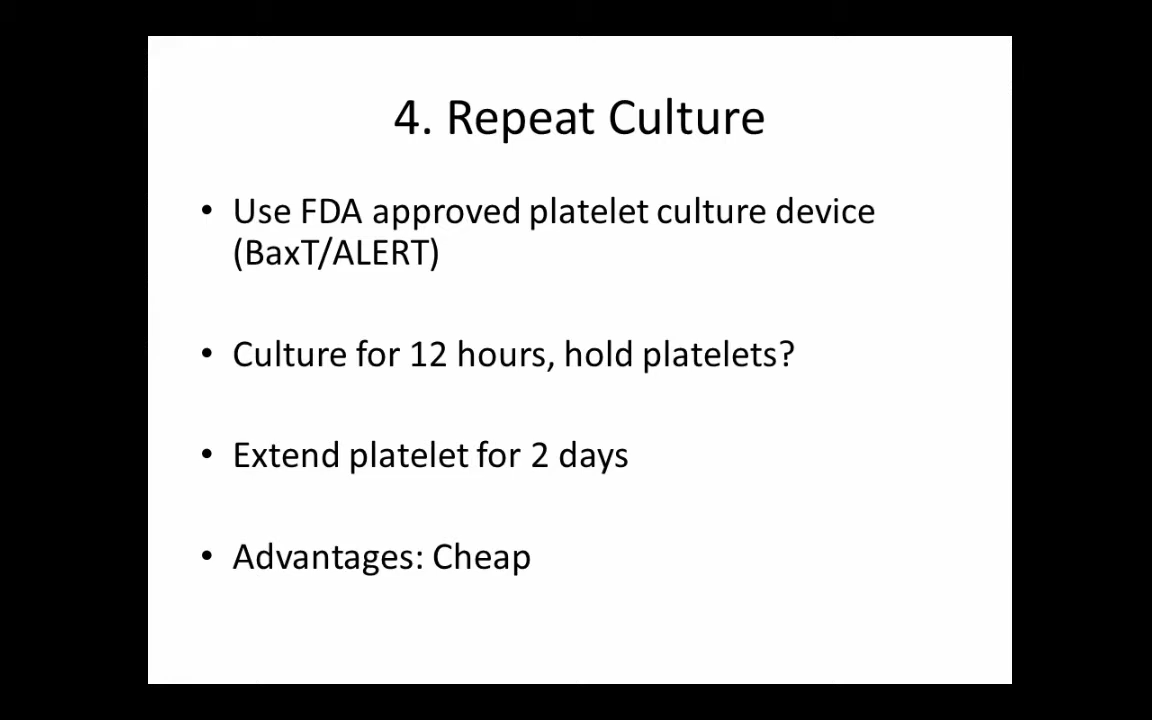 4. Repeat Culture
• Use FDA approved platelet culture device
(BaxT/ALERT)
• Culture for 12 hours, hold platelets?
• Extend platelet for 2 days
• Advantages: Cheap